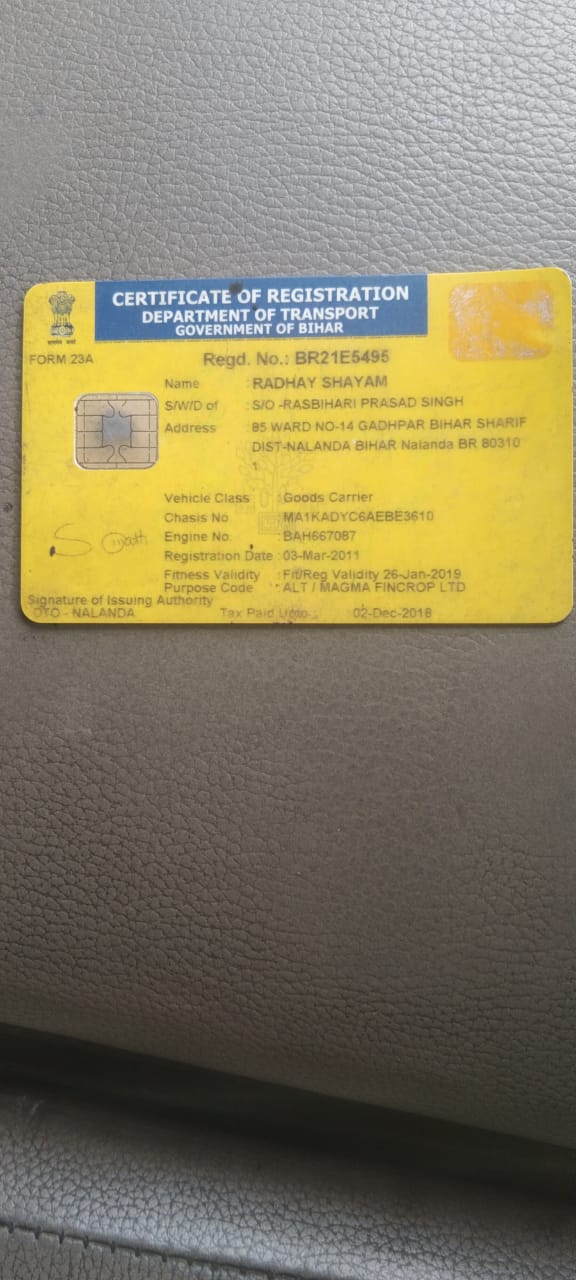 CERTIFICATE OF REGISTRATION
DEPARTMENT OF TRANSPORT
GOVERNMENT OF BIHAR
FORM 23A
Regd. No.: BR21E5495
Name : RADHAY SHAYAM
S/W/D of : S/O -RASBIHARI PRASAD SINGH
Address : 85 WARD NO-14 GADHPAR BIHAR SHARIF
DIST-NALANDA BIHAR Nalanda BR 80310
1
Vehicle Class : Goods Carrier
Chasis No : MA1KADYC6AEBE3610
Engine No. : BAH667087
Registration Date : 03-Mar-2011
Fitness Validity : Fit/Reg Validity 26-Jan-2019
Purpose Code : ALT / MAGMA FINCROP LTD
Signature of Issuing Authority
DTO - NALANDA Tax Paid Upto 02-Dec-2018